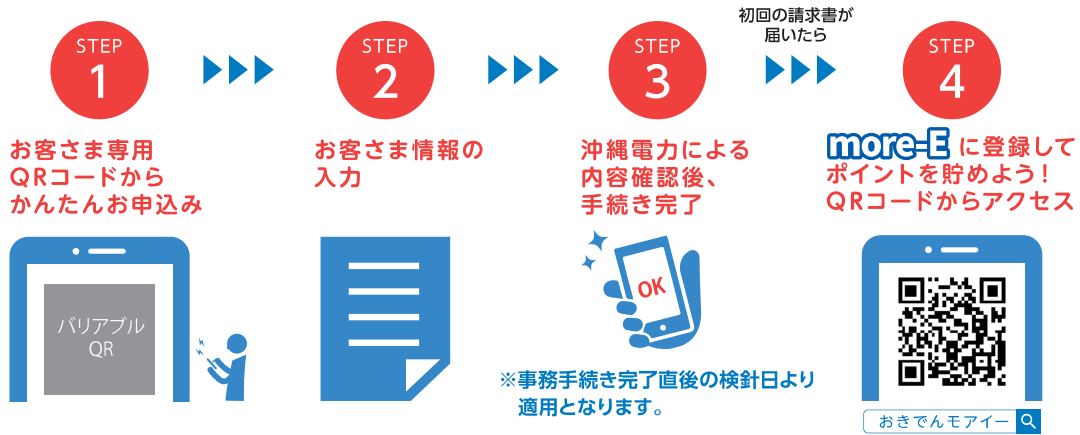 STEP
1
お客さま専用
QRコードから
かんたんお申込み
バリアブル
QR
STEP
2
お客さま情報の
入力
STEP
3
沖縄電力による
内容確認後、
手続き完了
OK
※事務手続き完了直後の検針日より
適用となります。
初回の請求書が
届いたら
STEP
4
more-E に登録して
ポイントを貯めよう!
QRコードからアクセス
おきでんモアイー